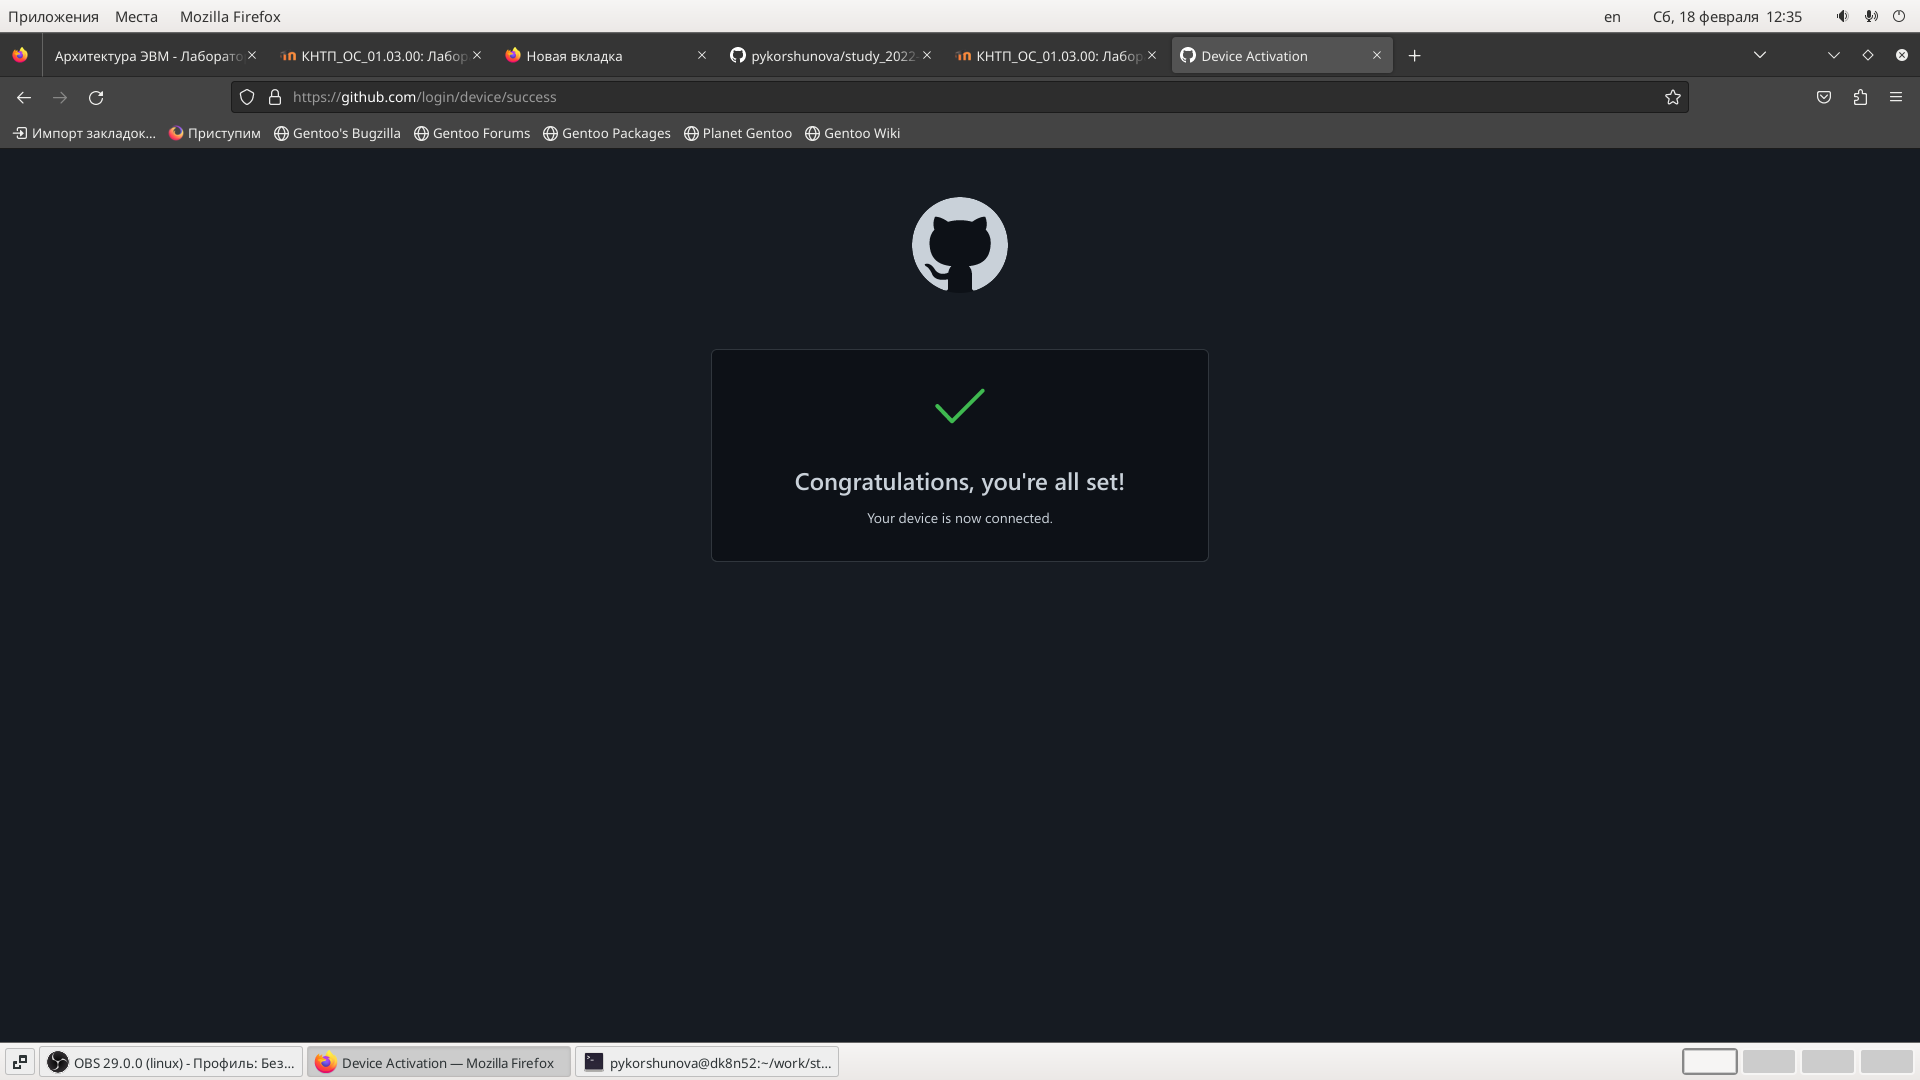 Приложения Места Mozilla Firefox en Сб, 18 февраля 12:35
Архитектура ЭВМ - Лаборато КНТП_ОС_01.03.00: Лабор Новая вкладка pykorshunova/study_2022- КНТП_ОС_01.03.00: Лабор Device Activation
https://github.com/login/device/success
Импорт закладок... Приступим Gentoo's Bugzilla Gentoo Forums Gentoo Packages Planet Gentoo Gentoo Wiki
Congratulations, you're all set!
Your device is now connected.
OBS 29.0.0 (linux) - Профиль: Без... Device Activation — Mozilla Firefox pykorshunova@dk8n52:~/work/st...